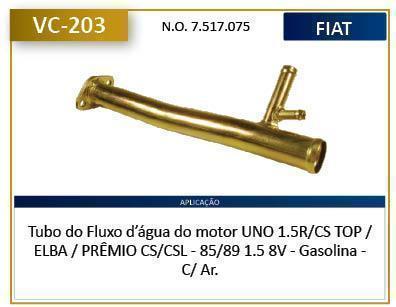 VC-203
N.O. 7.517.075
FIAT
APLICAÇÃO
Tubo do Fluxo d'água do motor UNO 1.5R/CS TOP /
ELBA / PRÊMIO CS/CSL - 85/89 1.5 8V - Gasolina -
C/ Ar.